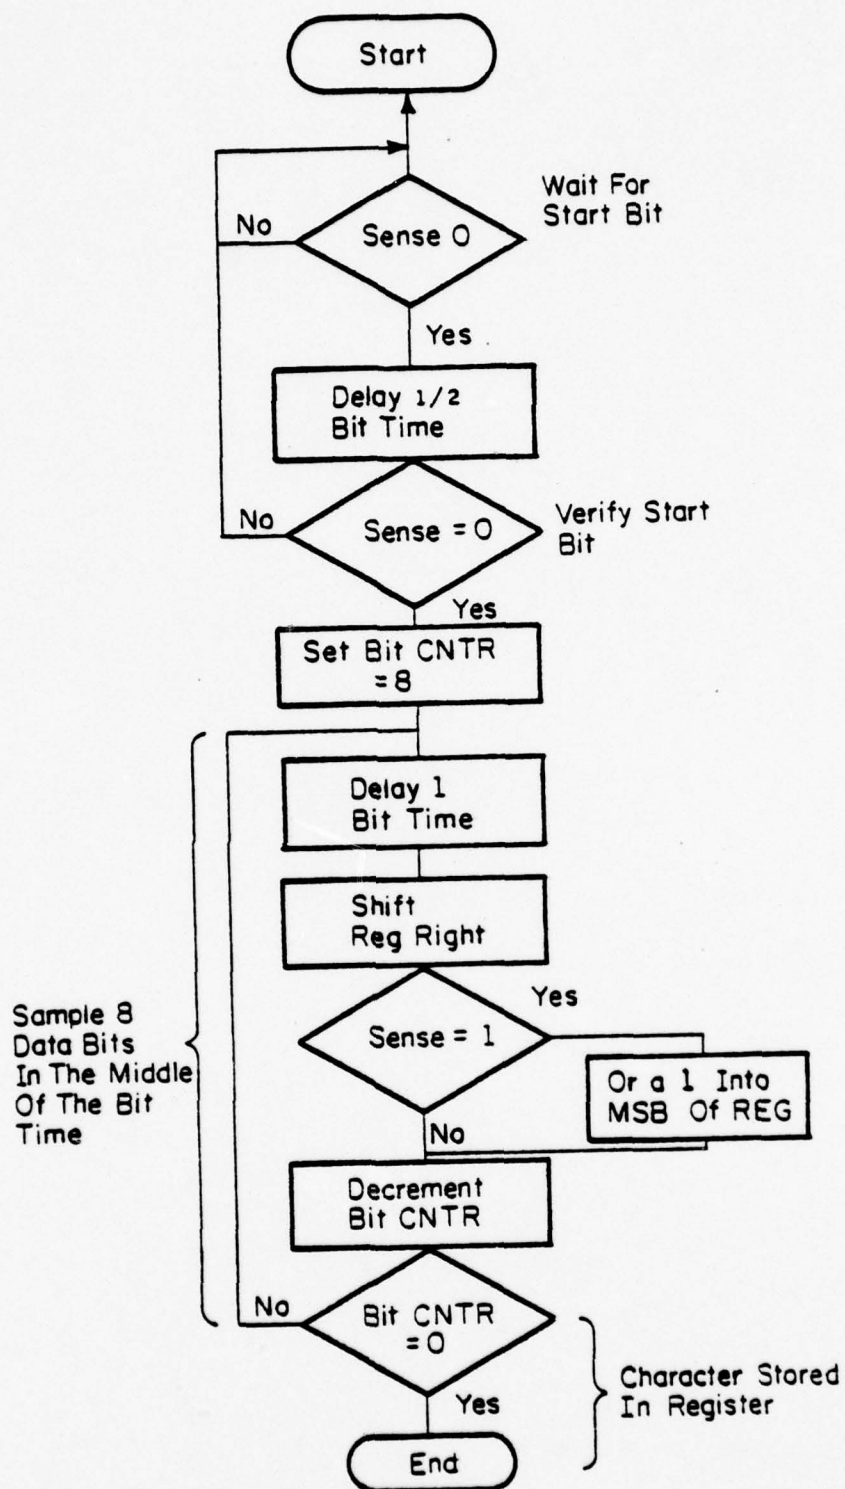 Start
Wait For
Start Bit
No
Sense 0
Yes
Delay 1/2
Bit Time
No
Sense = 0
Verify Start
Bit
Yes
Set Bit CNTR
=8
Delay 1
Bit Time
Shift
Reg Right
Yes
Sense = 1
Or a 1 Into
MSB Of REG
No
Sample 8
Data Bits
In The Middle
Of The Bit
Time
Decrement
Bit CNTR
No
Bit CNTR
=0
Yes
Character Stored
In Register
End